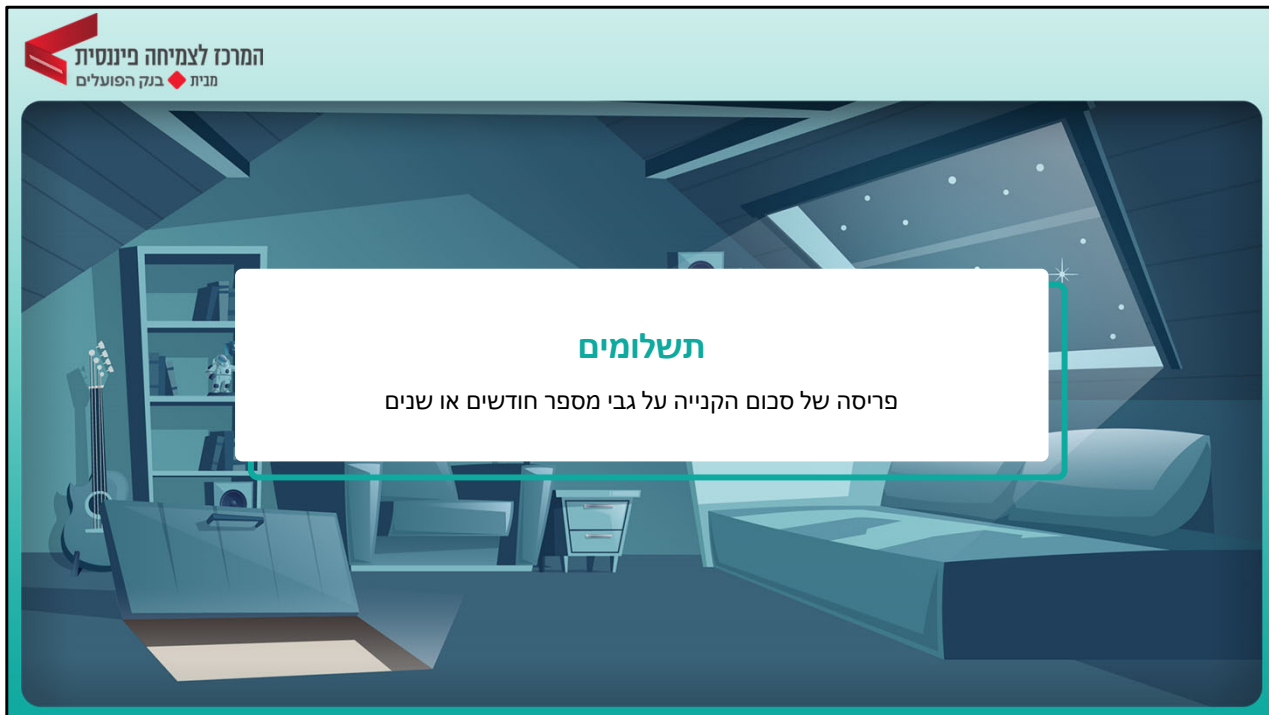 המרכז לצמיחה פיננסית
מבית בנק הפועלים
תשלומים
פריסה של סכום הקנייה על גבי מספר חודשים או שנים